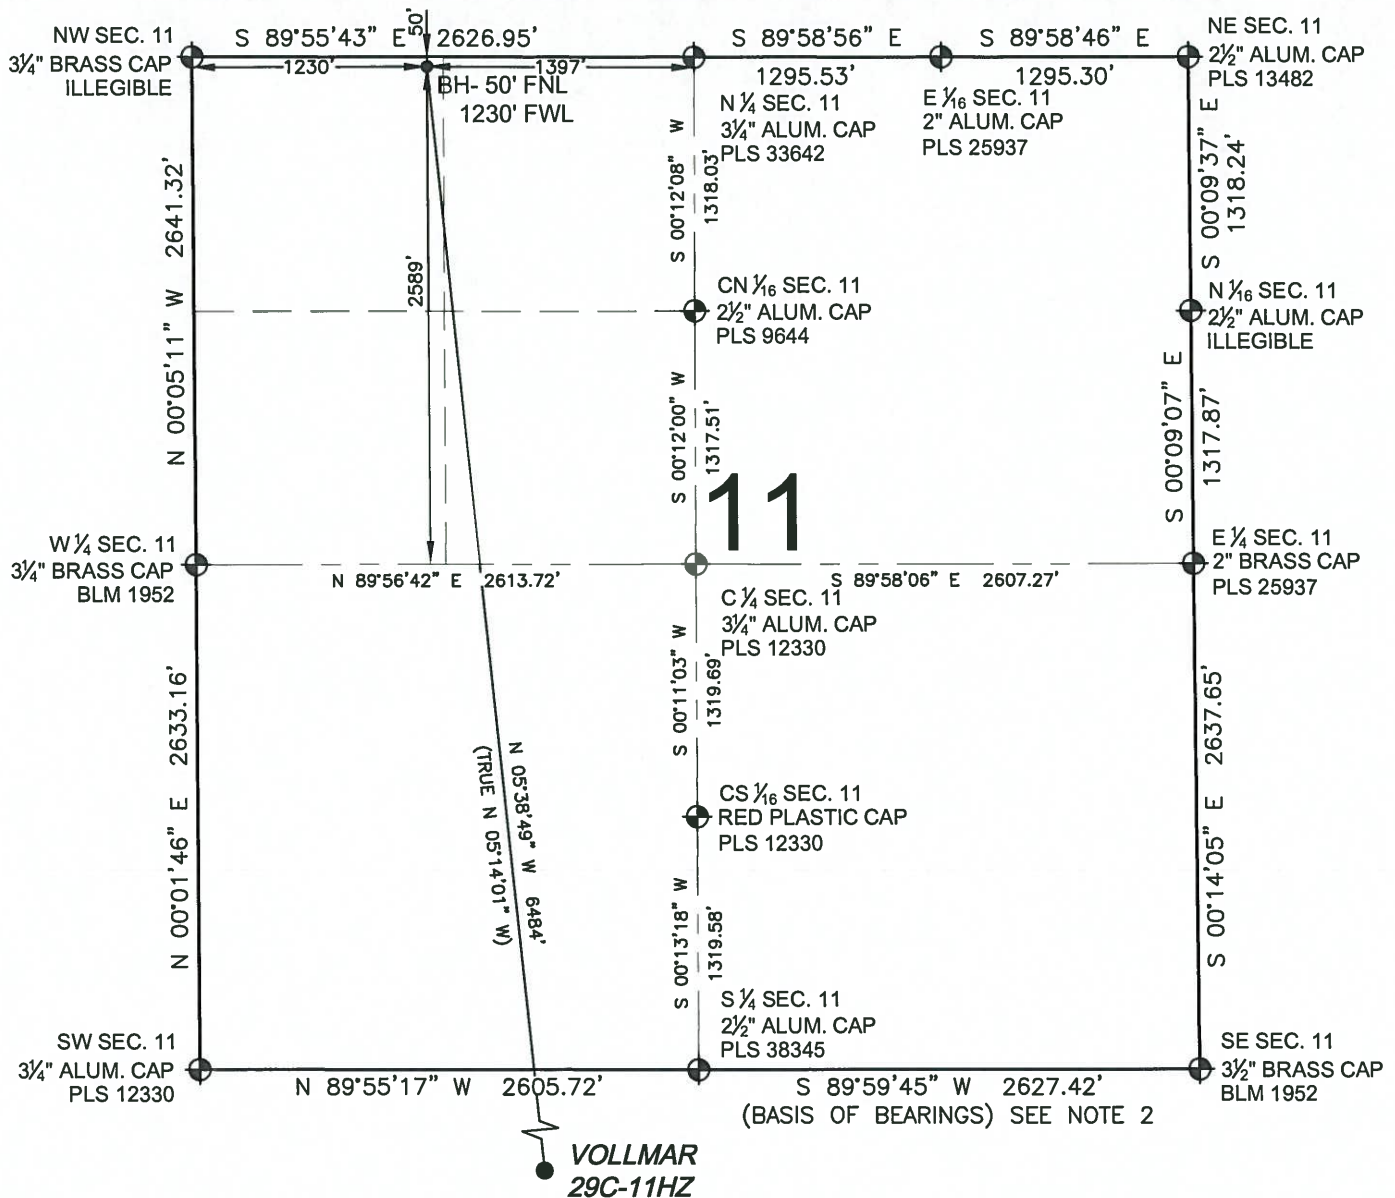 NW SEC. 11
3¼" BRASS CAP
ILLEGIBLE
S 89°55'43" E 2626.95'
50'
1230'
1397'
BH- 50' FNL
1230' FWL
S 89°58'56" E
1295.53'
S 89°58'46" E
1295.30'
NE SEC. 11
2½" ALUM. CAP
PLS 13482
N ¼ SEC. 11
3¼" ALUM. CAP
PLS 33642
E 1/16 SEC. 11
2" ALUM. CAP
PLS 25937
N 00°05'11" W 2641.32'
2589'
S 00°12'08" W
1318.03'
S 00°09'37" E
1318.24'
CN 1/16 SEC. 11
2½" ALUM. CAP
PLS 9644
N 1/16 SEC. 11
2½" ALUM. CAP
ILLEGIBLE
S 00°12'00" W
1317.51'
S 00°09'07" E
1317.87'
11
W ¼ SEC. 11
3¼" BRASS CAP
BLM 1952
N 89°56'42" E 2613.72'
S 89°58'06" E 2607.27'
E ¼ SEC. 11
2" BRASS CAP
PLS 25937
C ¼ SEC. 11
3¼" ALUM. CAP
PLS 12330
N 00°01'46" E 2633.16'
N 05°38'49" W 6484'
(TRUE N 05°14'01" W)
S 00°11'03" W
1319.69'
S 00°14'05" E 2637.65'
CS 1/16 SEC. 11
RED PLASTIC CAP
PLS 12330
S 00°13'18" W
1319.58'
S ¼ SEC. 11
2½" ALUM. CAP
PLS 38345
SW SEC. 11
3¼" ALUM. CAP
PLS 12330
N 89°55'17" W 2605.72'
S 89°59'45" W 2627.42'
(BASIS OF BEARINGS) SEE NOTE 2
SE SEC. 11
3½" BRASS CAP
BLM 1952
VOLLMAR
29C-11HZ